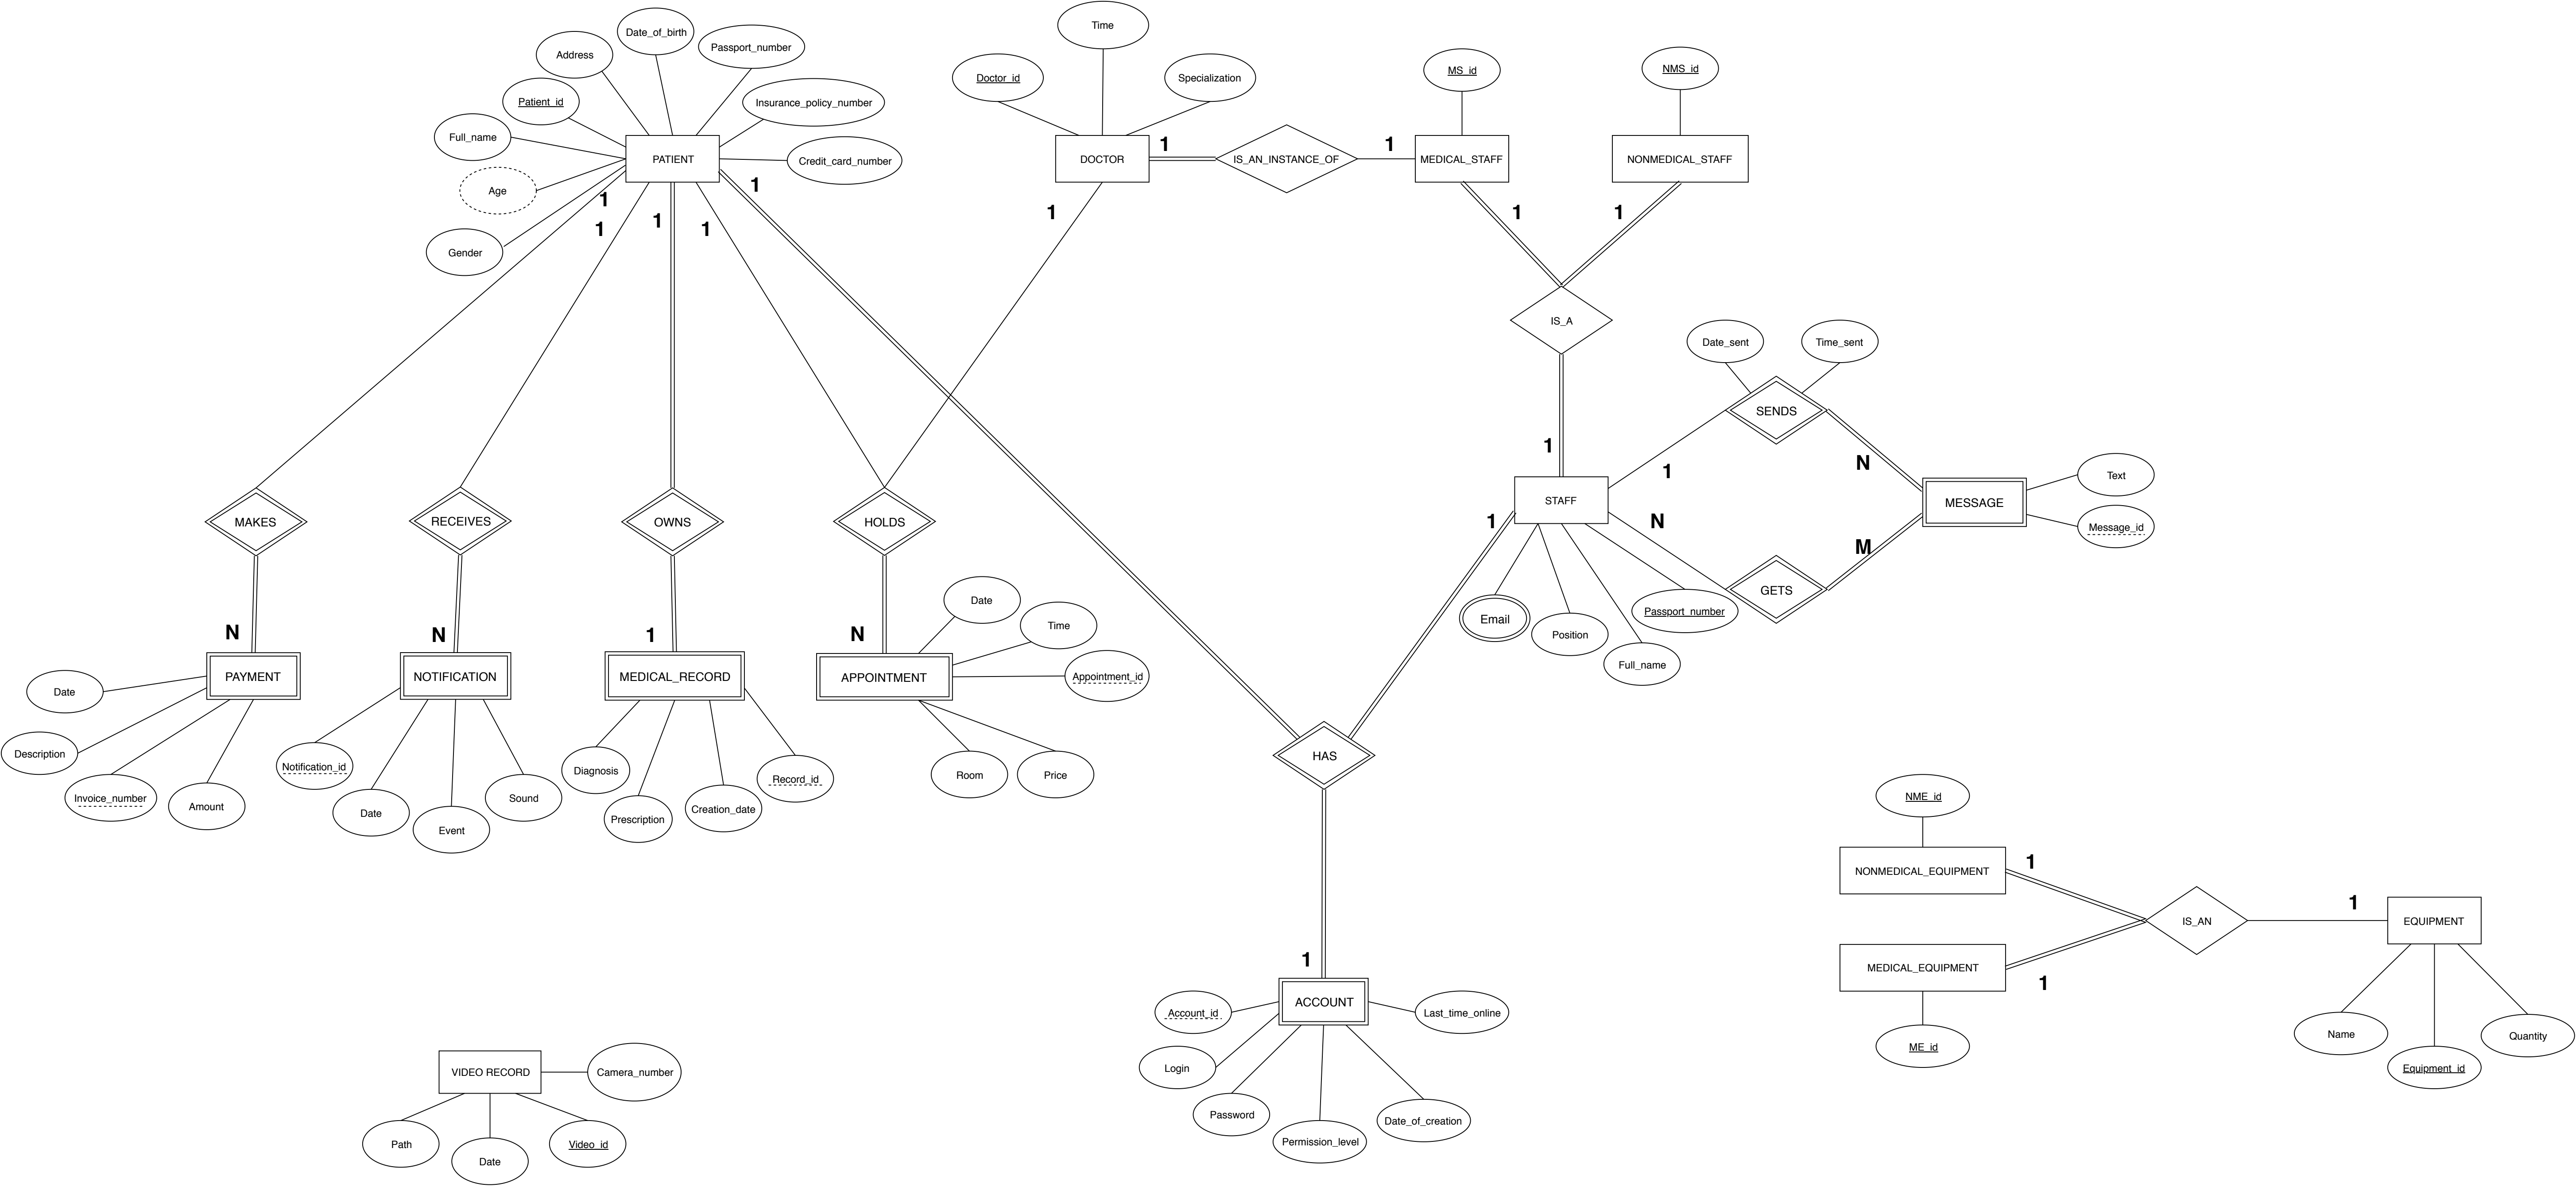 Time
Date_of_birth
Passport_number
Address
Doctor_id
Specialization
MS_id
NMS_id
Patient_id
Insurance_policy_number
Full_name
PATIENT
Credit_card_number
DOCTOR
1
IS_AN_INSTANCE_OF
1
MEDICAL_STAFF
NONMEDICAL_STAFF
Age
1
1
1
1
1
1
1
1
Gender
IS_A
Date_sent
Time_sent
SENDS
1
1
N
Text
STAFF
MESSAGE
Message_id
MAKES
RECEIVES
OWNS
HOLDS
1
N
M
GETS
Email
Position
Full_name
Passport_number
N
N
1
N
Date
Time
PAYMENT
NOTIFICATION
MEDICAL_RECORD
APPOINTMENT
Appointment_id
Date
Description
Invoice_number
Amount
Notification_id
Date
Event
Sound
Diagnosis
Prescription
Creation_date
Record_id
Room
Price
HAS
NME_id
NONMEDICAL_EQUIPMENT
1
MEDICAL_EQUIPMENT
1
ME_id
IS_AN
1
EQUIPMENT
Name
Equipment_id
Quantity
1
ACCOUNT
Account_id
Last_time_online
Login
Password
Permission_level
Date_of_creation
VIDEO RECORD
Camera_number
Path
Date
Video_id